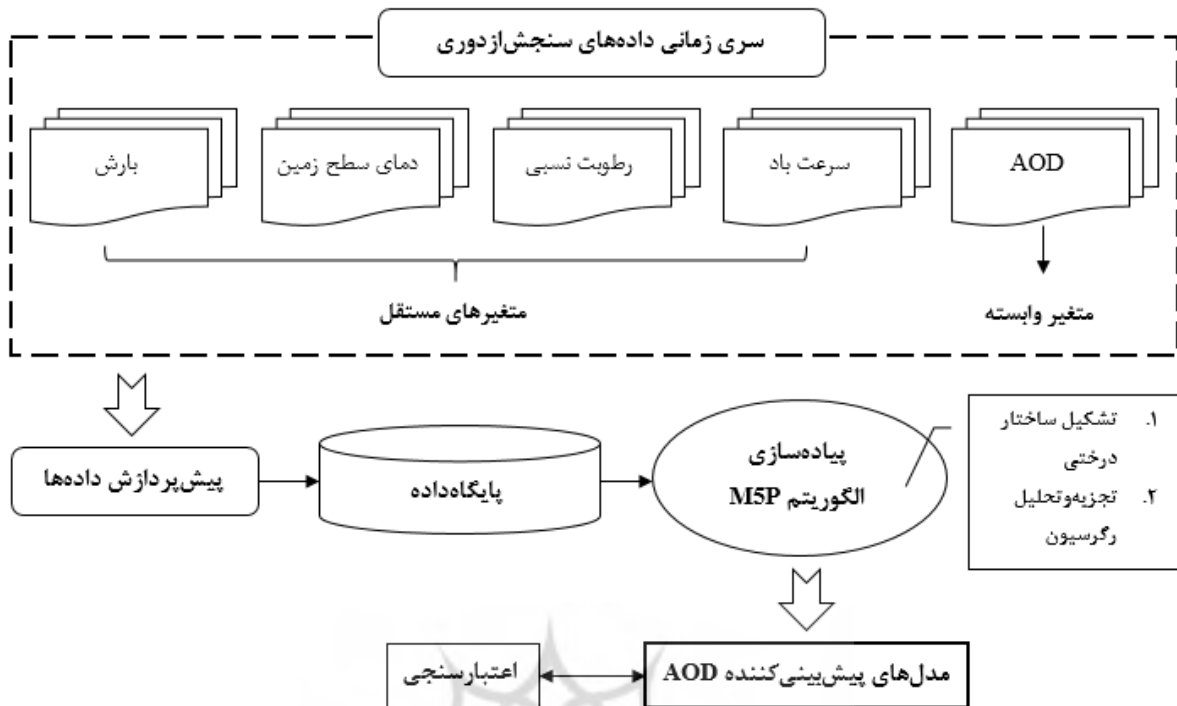 سری زمانی داده‌های سنجش‌ازدوری
AOD
سرعت باد
رطوبت نسبی
دمای سطح زمین
بارش
متغیر وابسته
متغیرهای مستقل
پیش‌پردازش داده‌ها
پایگاه‌داده
پیاده‌سازی
الگوریتم M5P
۱. تشکیل ساختار
درختی
۲. تجزیه‌وتحلیل
رگرسیون
مدل‌های پیش‌بینی‌کننده AOD
اعتبارسنجی